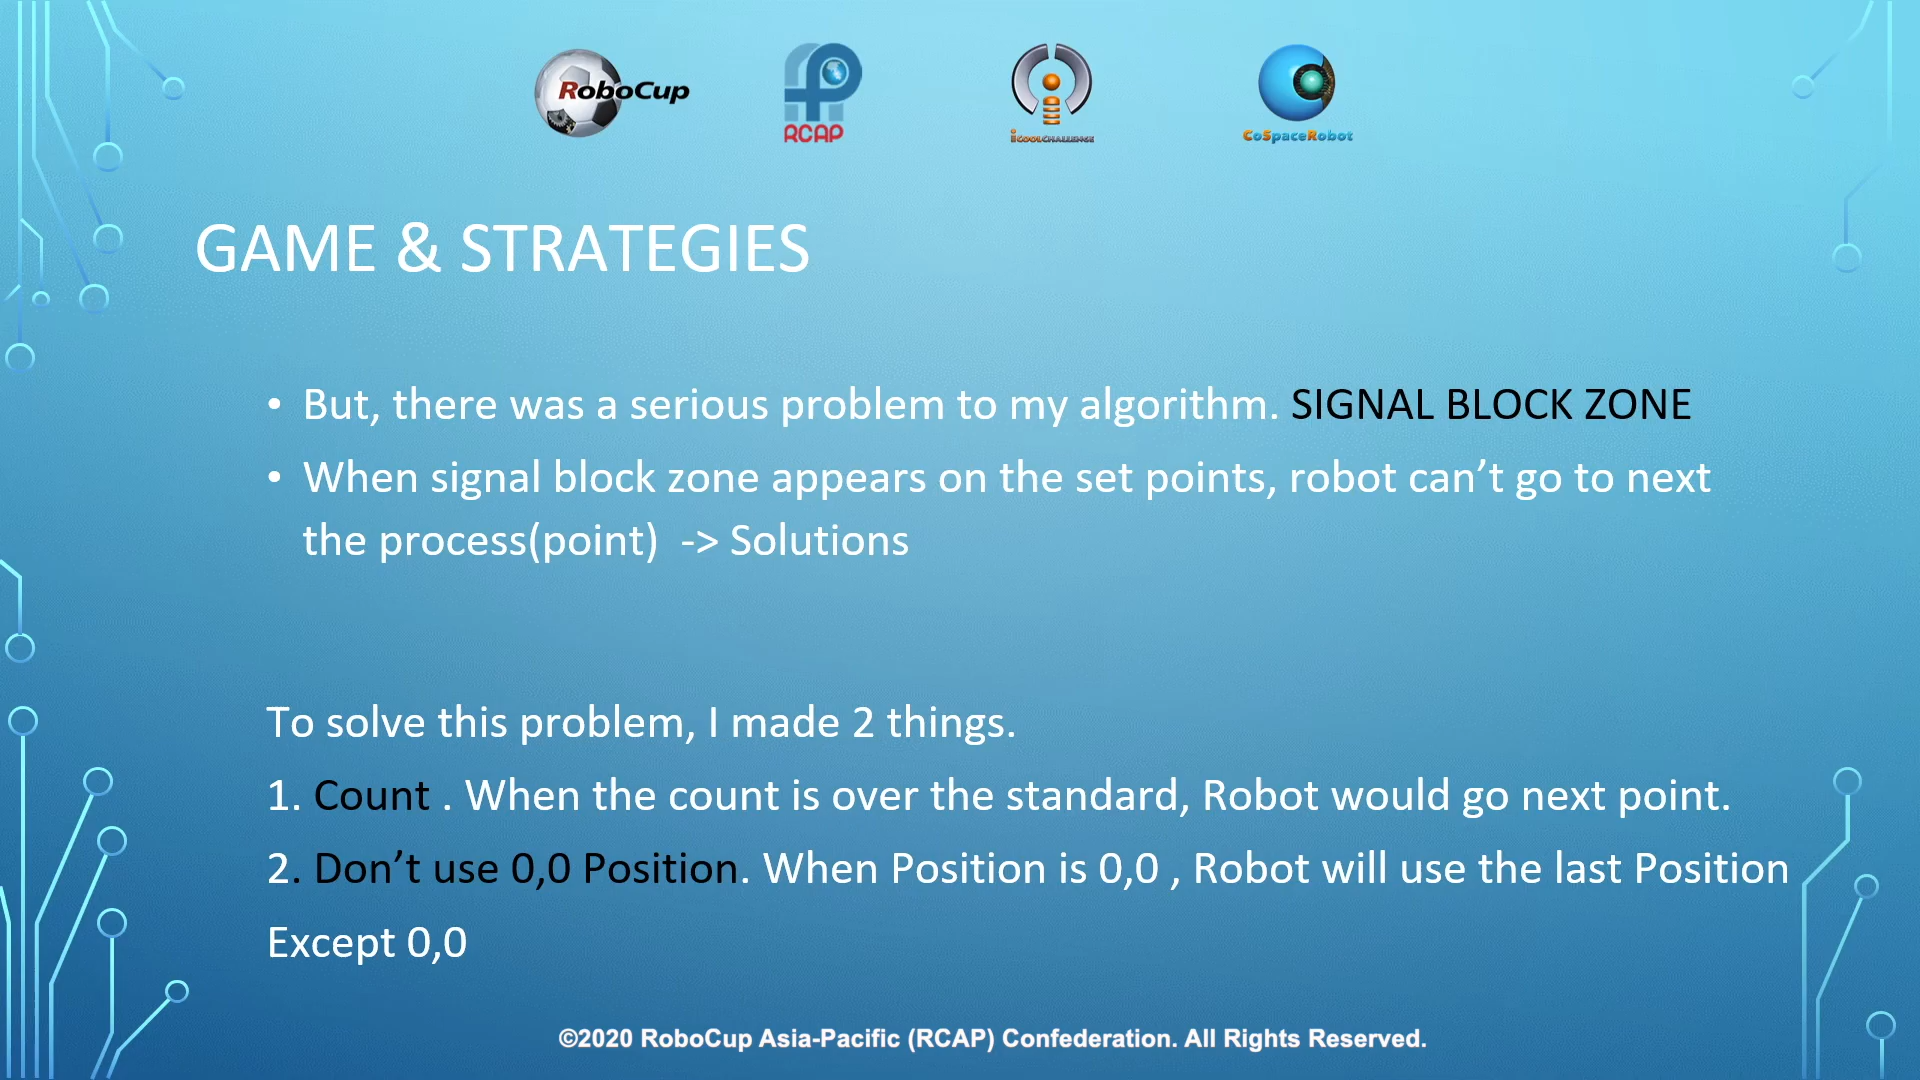 RoboCup
RCAP
iCOOLCHALLENGE
CoSpaceRobot
GAME & STRATEGIES
• But, there was a serious problem to my algorithm. SIGNAL BLOCK ZONE
• When signal block zone appears on the set points, robot can’t go to next
the process(point)  -> Solutions
To solve this problem, I made 2 things.
1. Count . When the count is over the standard, Robot would go next point.
2. Don’t use 0,0 Position. When Position is 0,0 , Robot will use the last Position
Except 0,0
©2020 RoboCup Asia-Pacific (RCAP) Confederation. All Rights Reserved.